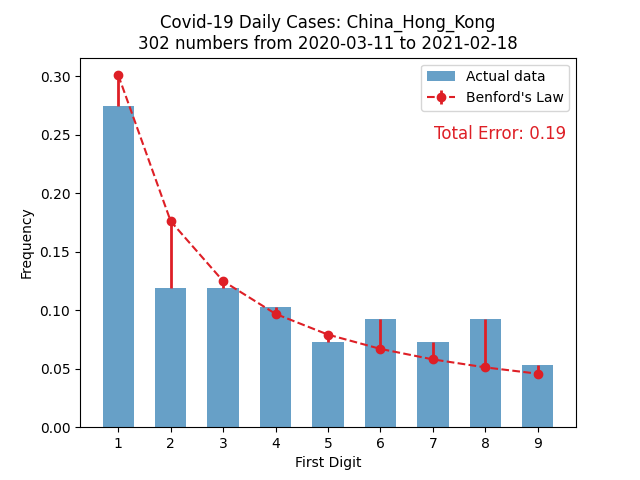 Covid-19 Daily Cases: China_Hong_Kong
302 numbers from 2020-03-11 to 2021-02-18
Actual data
Benford's Law
Total Error: 0.19
0.30
0.25
0.20
0.15
0.10
0.05
0.00
Frequency
1 2 3 4 5 6 7 8 9
First Digit